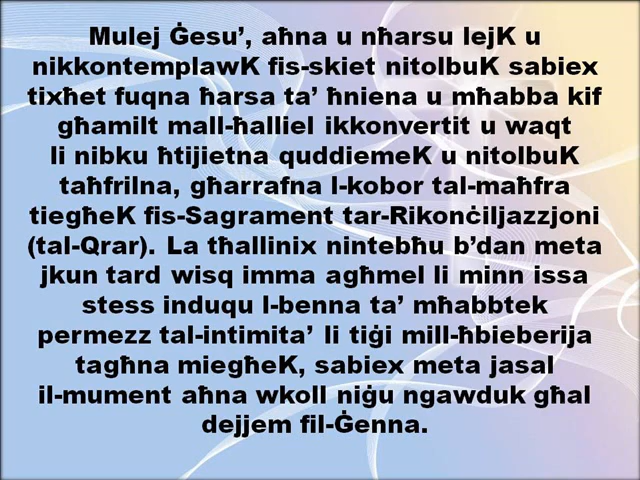 Mulej Ġesu’, aħna u nħarsu lejK u
nikkontemplawK fis-skiet nitolbuK sabiex
tixħet fuqna ħarsa ta’ ħniena u mħabba kif
għamilt mall-ħalliel ikkonvertit u waqt
li nibku ħtijietna quddiemeK u nitolbuK
taħfrilna, għarrafna l-kobor tal-maħfra
tiegħeK fis-Sagrament tar-Rikonċiljazzjoni
(tal-Qrar). La tħallinix nintebħu b’dan meta
jkun tard wisq imma agħmel li minn issa
stess induqu l-benna ta’ mħabbtek
permezz tal-intimita’ li tiġi mill-ħbieberija
tagħna miegħeK, sabiex meta jasal
il-mument aħna wkoll niġu ngawduk għal
dejjem fil-Ġenna.